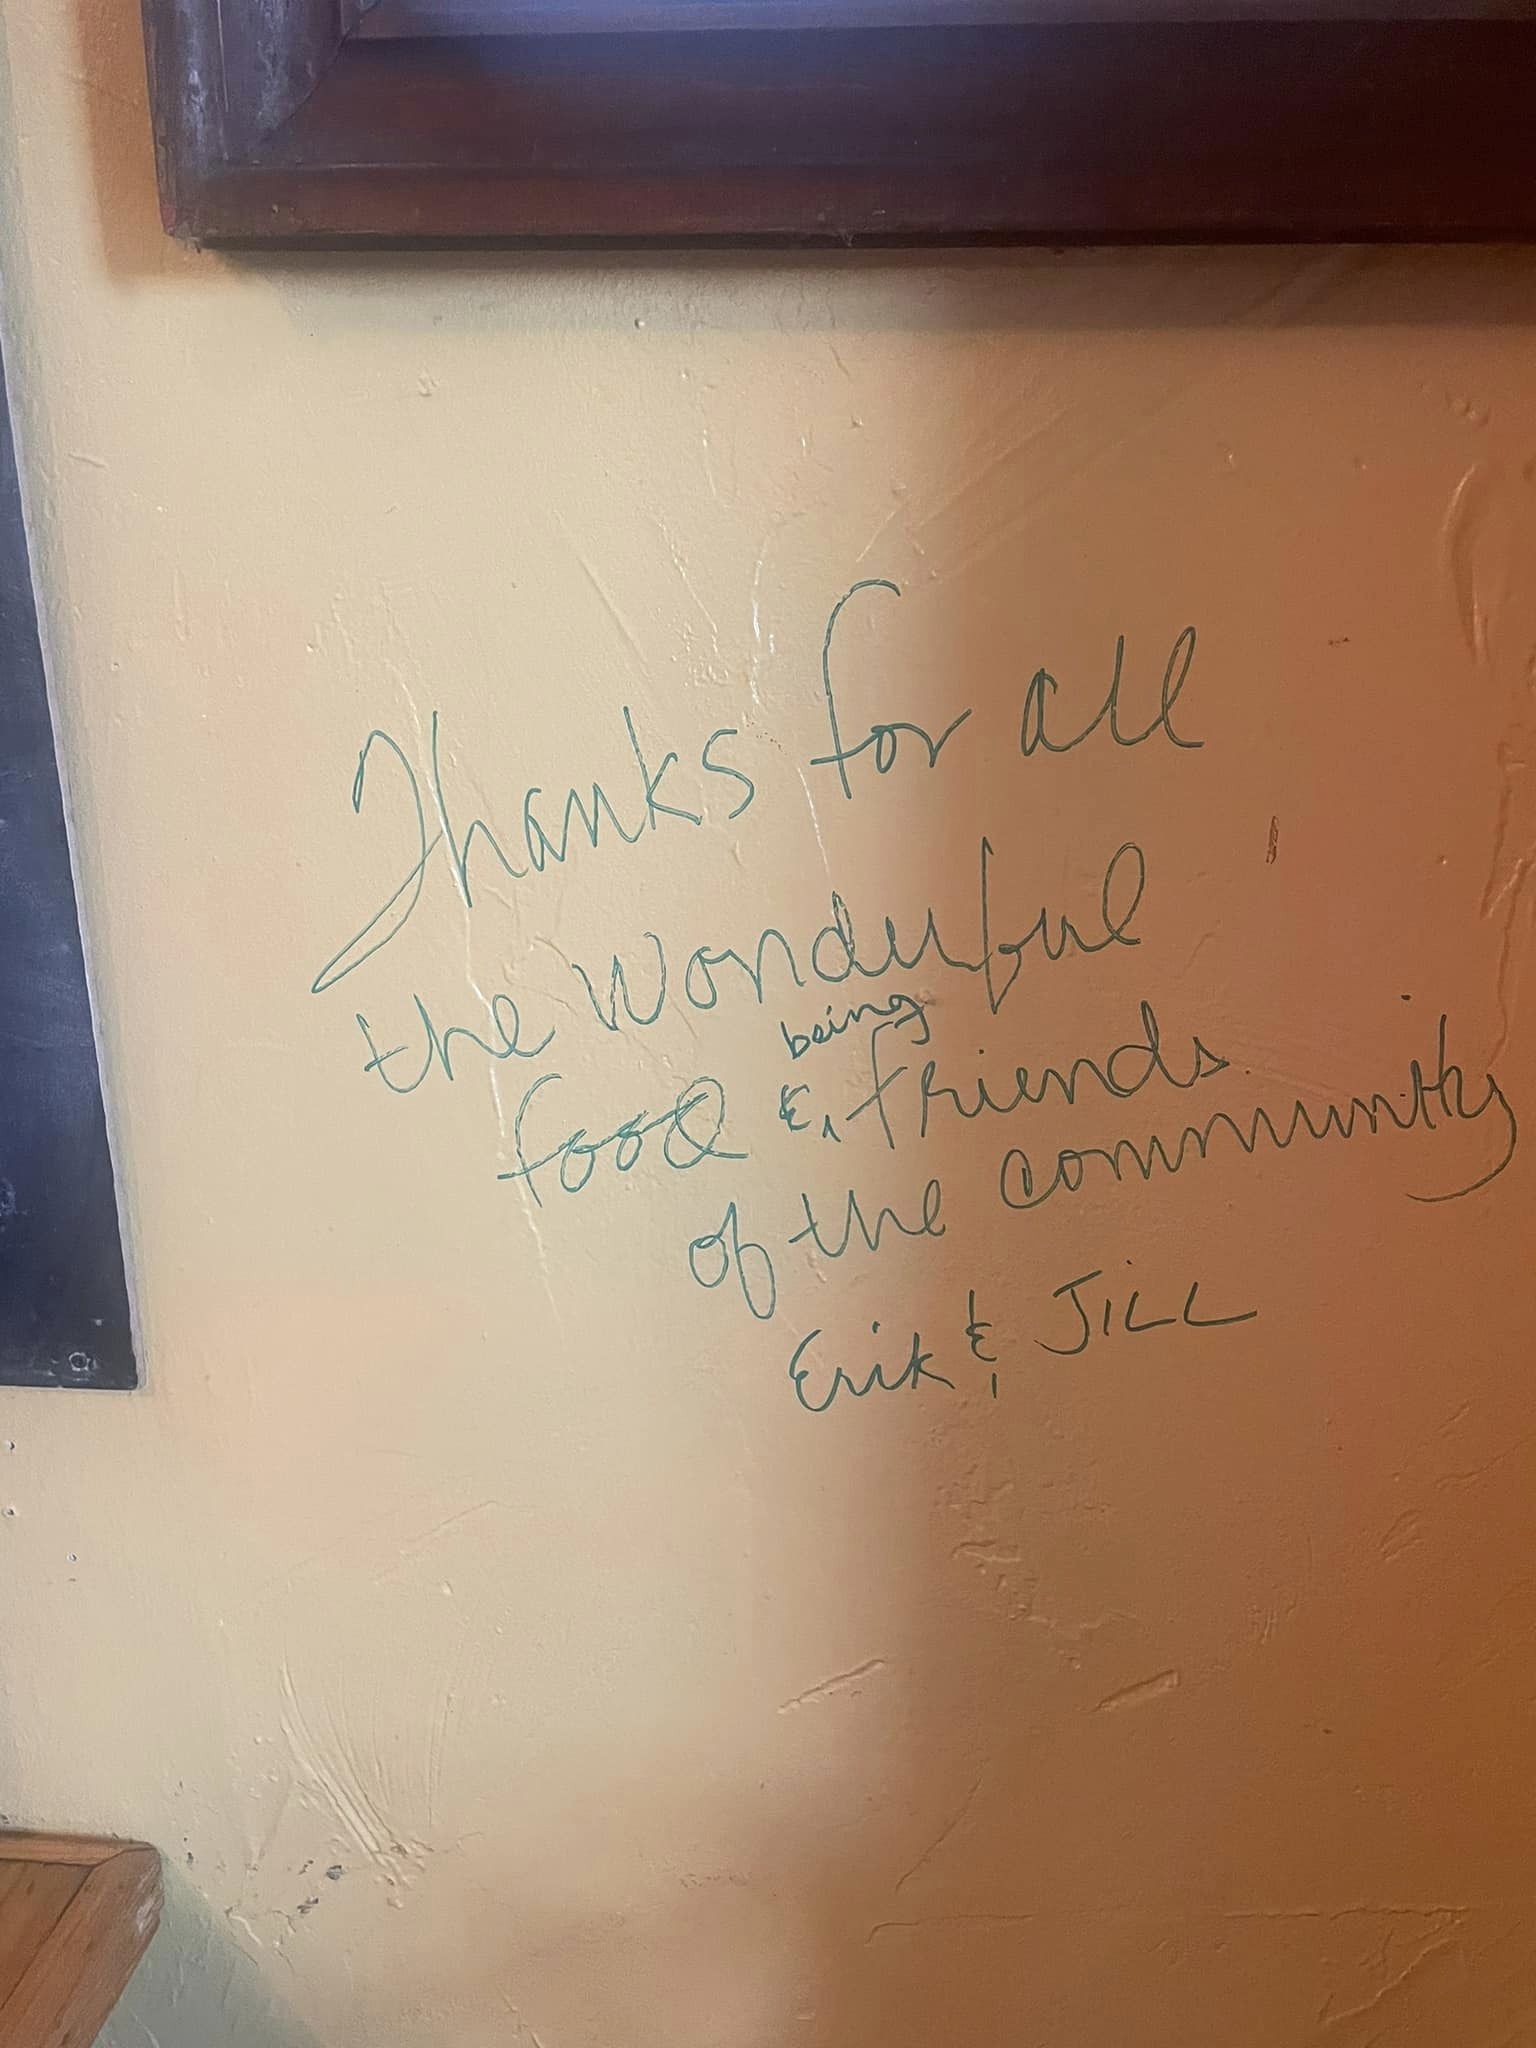 Thanks for all
the wonderful
being
food &, friends
of the community
Erik & JILL